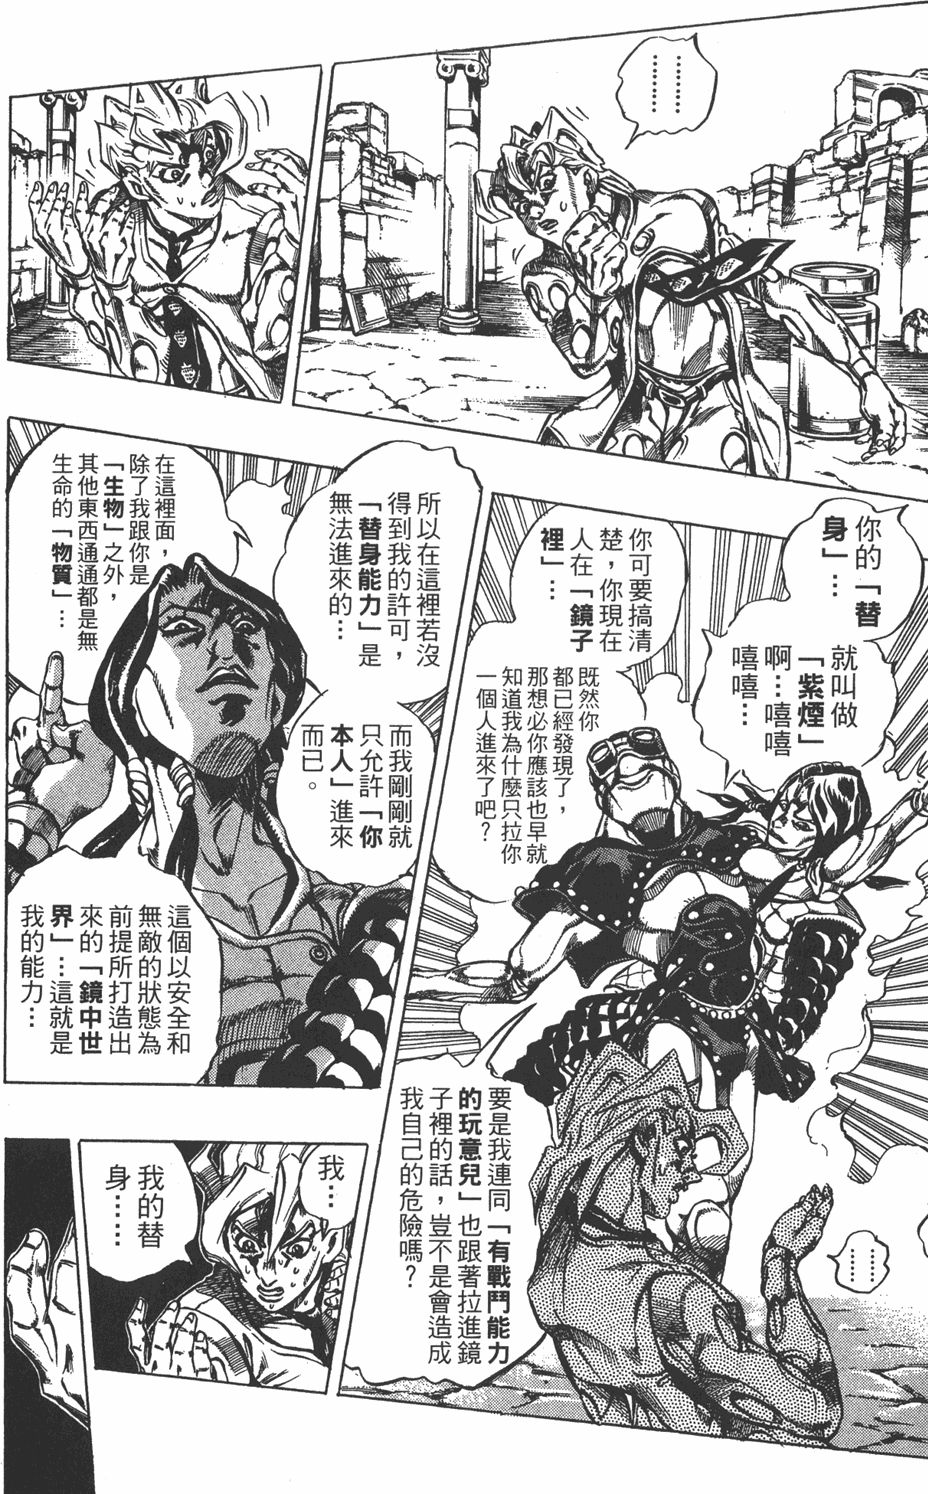 ……
……
你的「替
身」…
就叫做
「紫煙」
啊…嘻嘻
嘻嘻…
你可要搞清
楚，你現在
人在「鏡子
裡」…
既然你
都已經發現了，
那想必你應該也早就
知道我為什麼只拉你
一個人進來了吧？
……
要是我連同「有戰鬥能力
的玩意兒」也跟著拉進鏡
子裡的話，豈不是會造成
我自己的危險嗎？
所以在這裡若沒
得到我的許可，
「替身能力」是
無法進來的…
而我剛剛就
只允許「你
本人」進來
而已。
在這裡面，
除了我跟你是
「生物」之外，
其他東西通通都是無
生命的「物質」…
這個以安全和
無敵的狀態為
前提所打造出
來的「鏡中世
界」…這就是
我的能力…
我…
我的替
身……